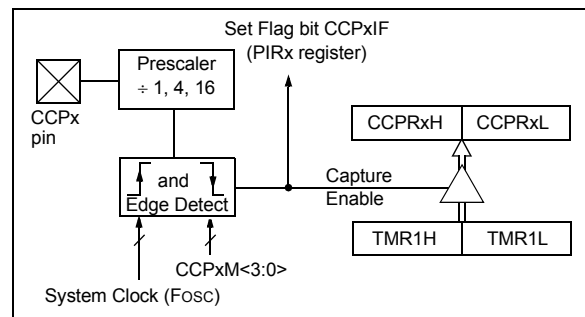 Set Flag bit CCPxIF
(PIRx register)
Prescaler
÷ 1, 4, 16
CCPx
pin
CCPRxH
CCPRxL
and
Edge Detect
Capture
Enable
TMR1H
TMR1L
CCPxM<3:0>
System Clock (FOSC)